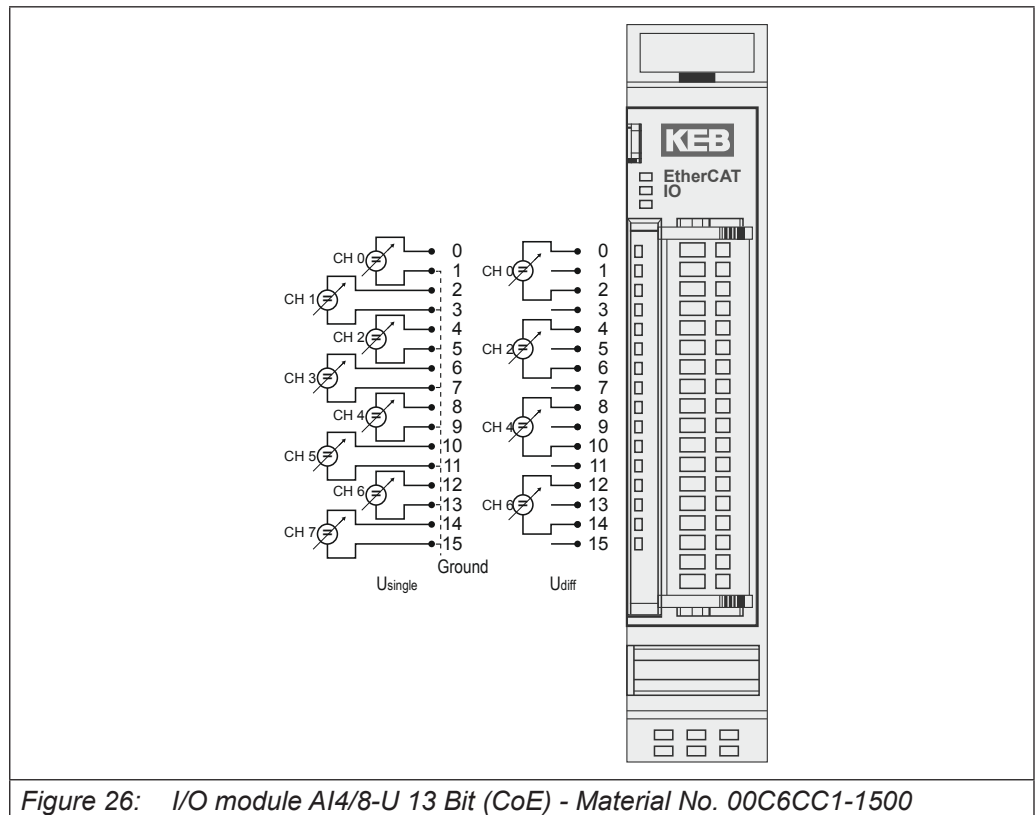 KEB
EtherCAT
IO
CH 0
CH 1
CH 2
CH 3
CH 4
CH 5
CH 6
CH 7
0
1
2
3
4
5
6
7
8
9
10
11
12
13
14
15
Ground
Usingle
CH 0
CH 2
CH 4
CH 6
0
1
2
3
4
5
6
7
8
9
10
11
12
13
14
15
Udiff
Figure 26: I/O module AI4/8-U 13 Bit (CoE) - Material No. 00C6CC1-1500